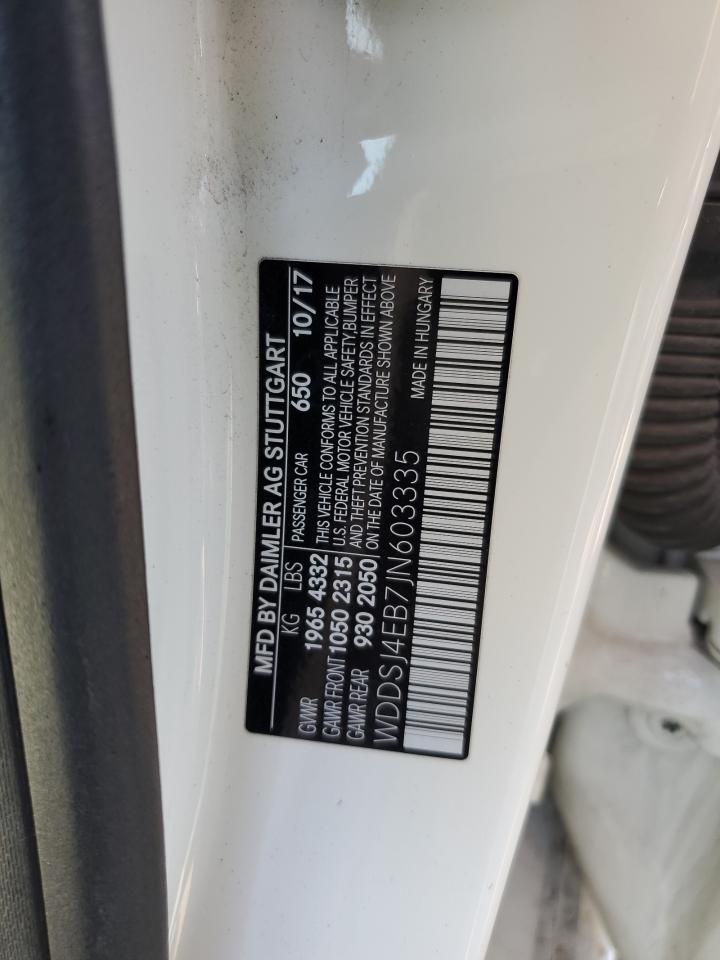 MFD BY DAIMLER AG STUTTGART
KG LBS PASSENGER CAR 650 10/17
GVWR 1965 4332 THIS VEHICLE CONFORMS TO ALL APPLICABLE
GAWR FRONT 1050 2315 U.S. FEDERAL MOTOR VEHICLE SAFETY,BUMPER
GAWR REAR 930 2050 AND THEFT PREVENTION STANDARDS IN EFFECT
ON THE DATE OF MANUFACTURE SHOWN ABOVE
WDDSJ4EB7JN603335 MADE IN HUNGARY